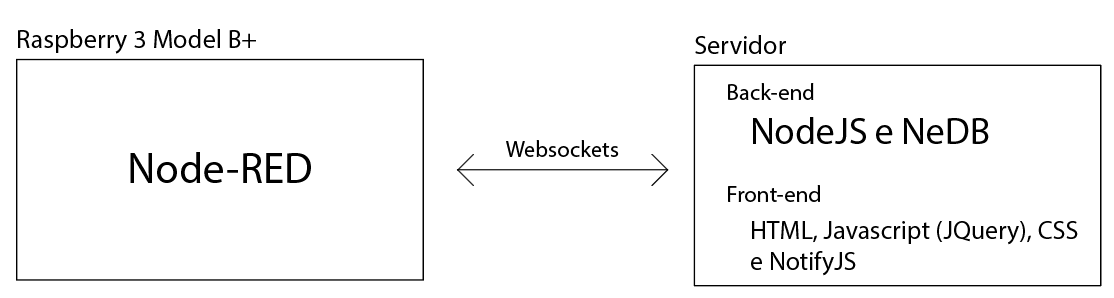 Raspberry 3 Model B+
Node-RED
Websockets
Servidor
Back-end
NodeJS e NeDB
Front-end
HTML, Javascript (JQuery), CSS
e NotifyJS